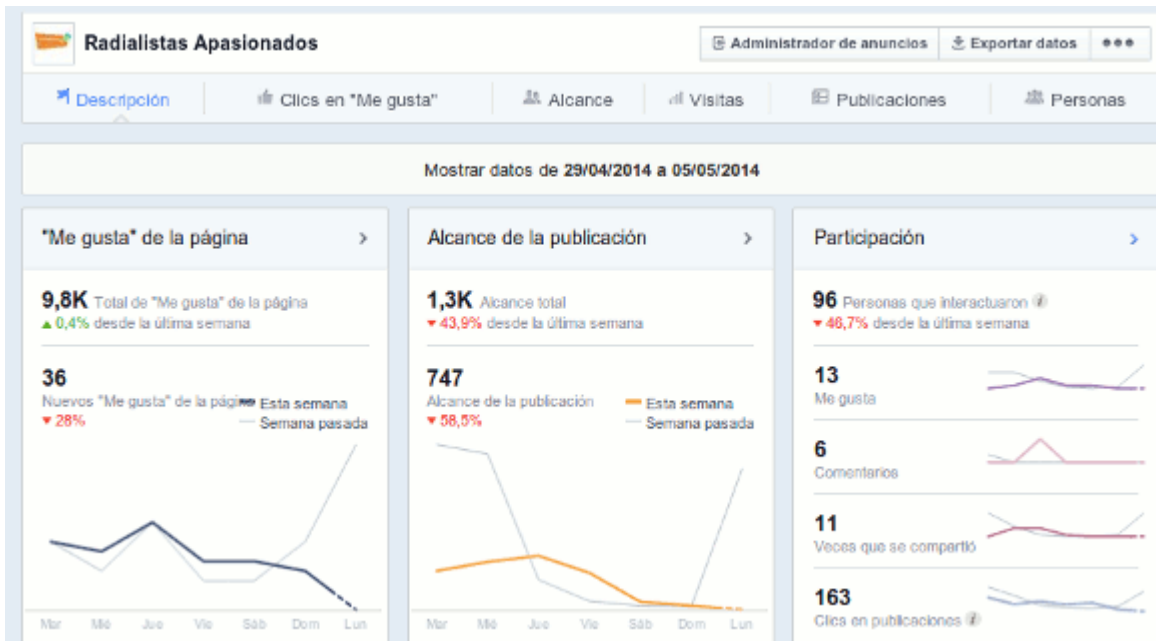 Radialistas Apasionados
Administrador de anuncios
Exportar datos
Descripción
Clics en "Me gusta"
Alcance
Visitas
Publicaciones
Personas
Mostrar datos de 29/04/2014 a 05/05/2014
"Me gusta" de la página
9,8K Total de "Me gusta" de la página
0,4% desde la última semana
36
Nuevos "Me gusta" de la página
28%
Esta semana
Semana pasada
Mar Mié Jue Vie Sáb Dom Lun
Alcance de la publicación
1,3K Alcance total
43,9% desde la última semana
747
Alcance de la publicación
58,5%
Esta semana
Semana pasada
Mar Mié Jue Vie Sáb Dom Lun
Participación
96 Personas que interactuaron
46,7% desde la última semana
13
Me gusta
6
Comentarios
11
Veces que se compartió
163
Clics en publicaciones